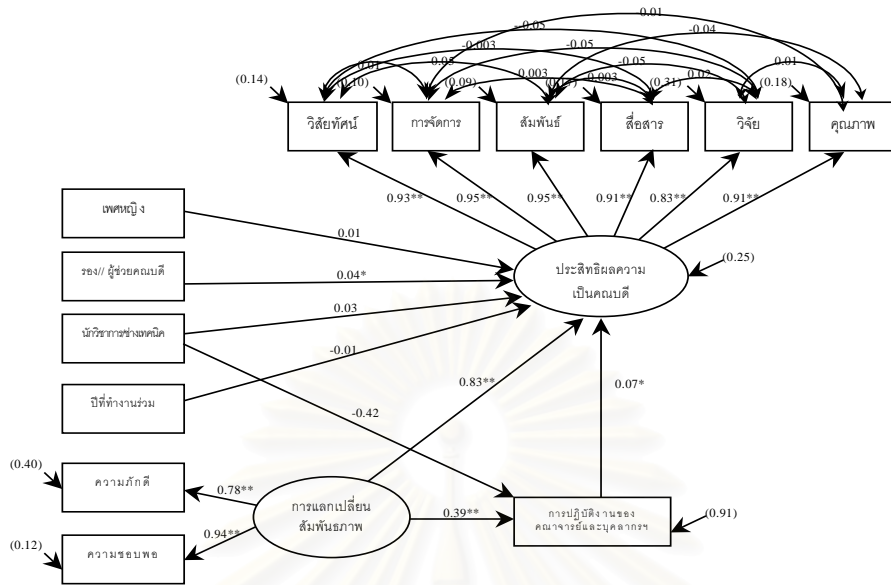 -0.01
-0.05
-0.04
-0.003
0.01
0.03
-0.05
-0.05
0.01
0.003
0.003
0.02
(0.14)
(0.10)
(0.09)
(0.31)
(0.18)
วิสัยทัศน์
การจัดการ
สัมพันธ์
สื่อสาร
วิจัย
คุณภาพ
0.93**
0.95**
0.95**
0.91**
0.83**
0.91**
เพศหญิง
0.01
ประสิทธิผลความ
เป็นคณบดี
(0.25)
รอง// ผู้ช่วยคณบดี
0.04*
นักวิชาการช่างเทคนิค
0.03
-0.01
ปีที่ทำงานร่วม
0.83**
0.07*
-0.42
(0.40)
ความภักดี
0.78**
การแลกเปลี่ยน
สัมพันธภาพ
0.39**
การปฏิบัติงานของ
คณาจารย์และบุคลากรฯ
(0.91)
0.94**
(0.12)
ความชอบพอ